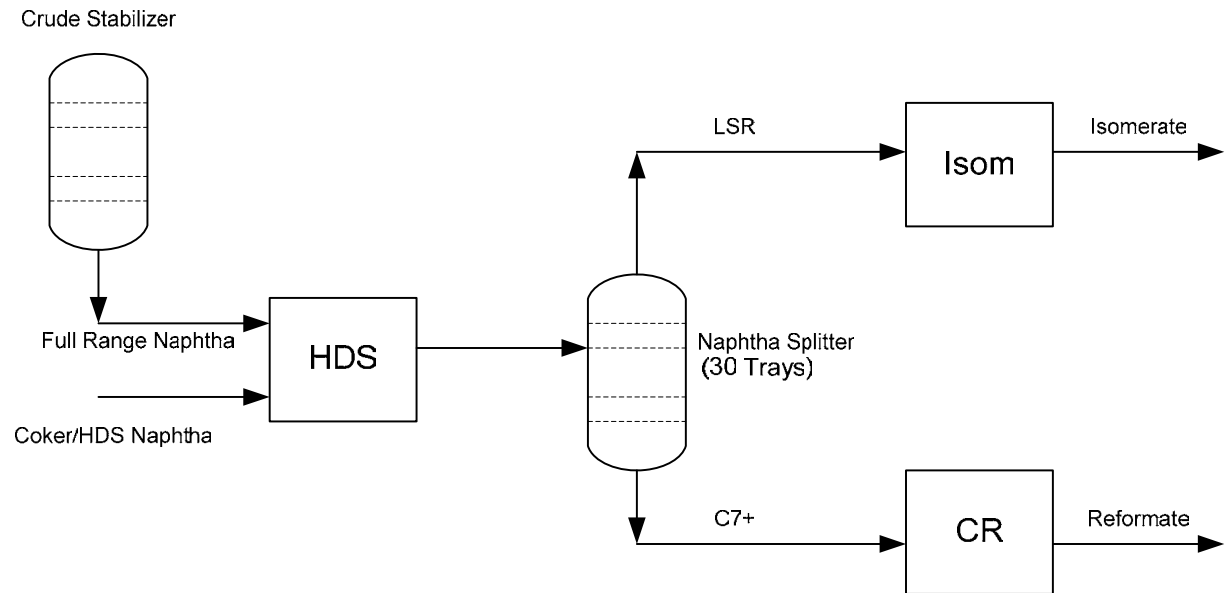 Crude Stabilizer
LSR
Isom
Isomerate
Full Range Naphtha
HDS
Naphtha Splitter
(30 Trays)
Coker/HDS Naphtha
C7+
CR
Reformate